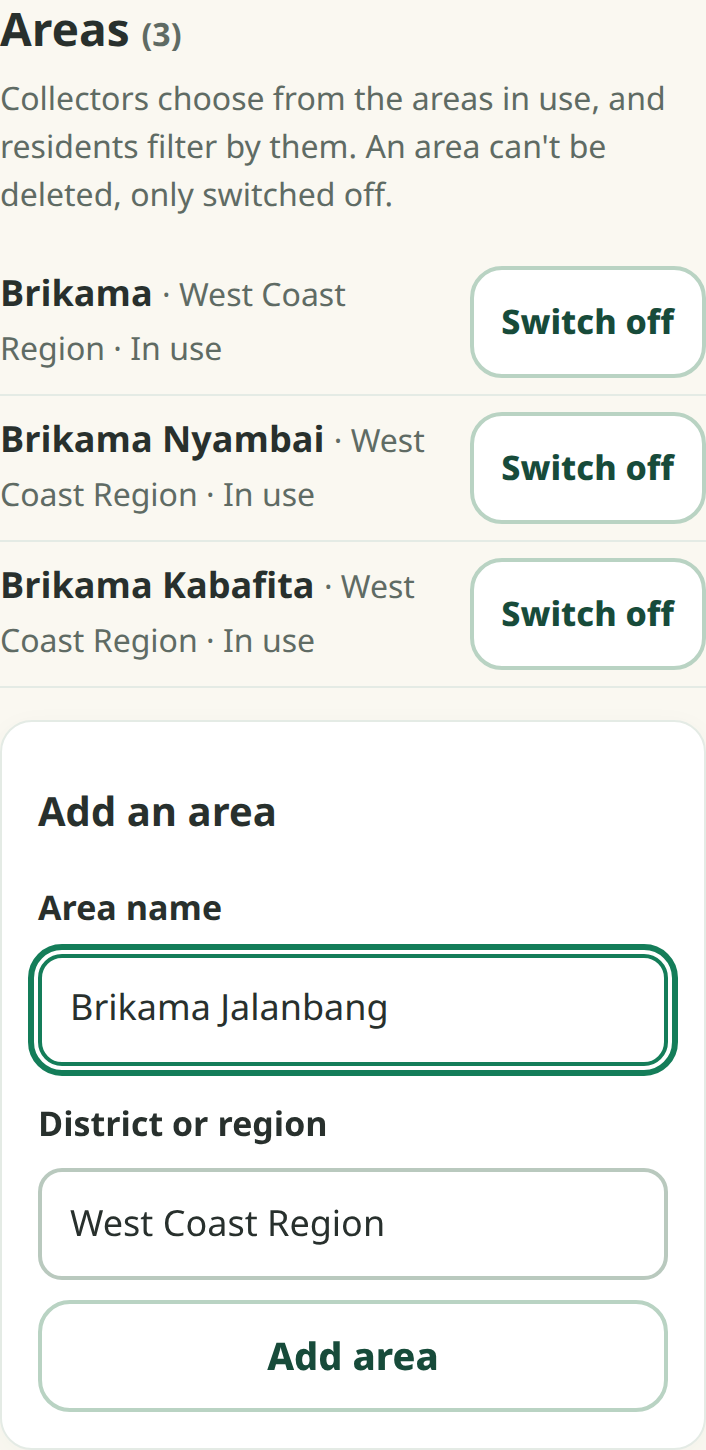 Areas (3)
Collectors choose from the areas in use, and
residents filter by them. An area can't be
deleted, only switched off.
Brikama · West Coast
Region · In use
Switch off
Brikama Nyambai · West
Coast Region · In use
Switch off
Brikama Kabafita · West
Coast Region · In use
Switch off
Add an area
Area name
Brikama Jalanbang
District or region
West Coast Region
Add area